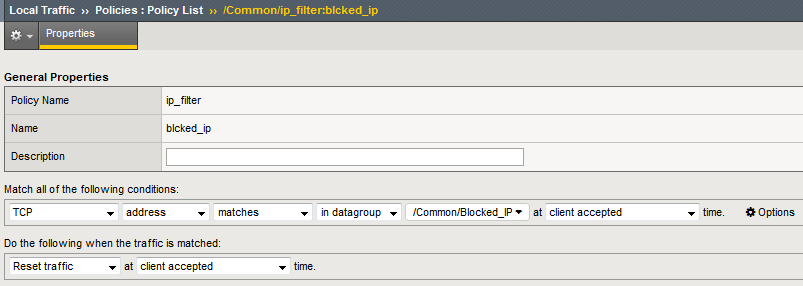 Local Traffic ›› Policies : Policy List ›› /Common/ip_filter:blcked_ip
Properties
General Properties
Policy Name ip_filter
Name blcked_ip
Description
Match all of the following conditions:
TCP address matches in datagroup /Common/Blocked_IP at client accepted time. Options
Do the following when the traffic is matched:
Reset traffic at client accepted time.